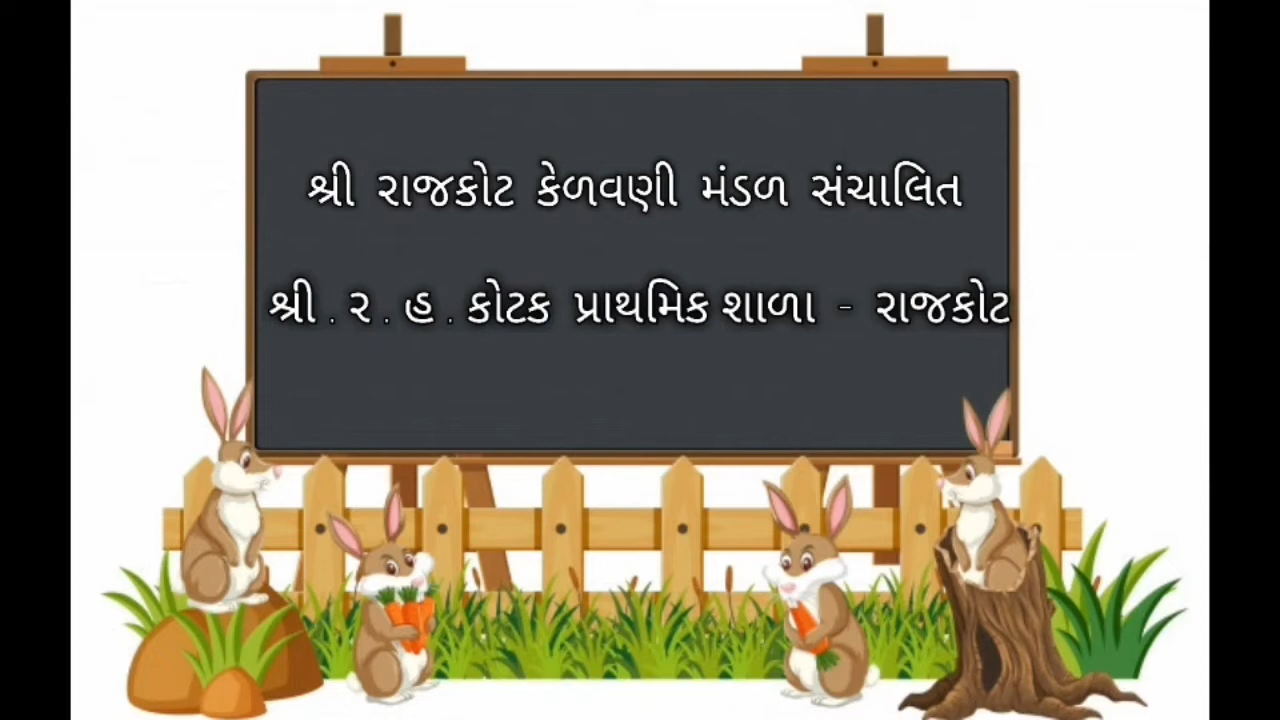 શ્રી રાજકોટ કેળવણી મંડળ સંચાલિત
શ્રી . ર . હ . કોટક પ્રાથમિક શાળા - રાજકોટ